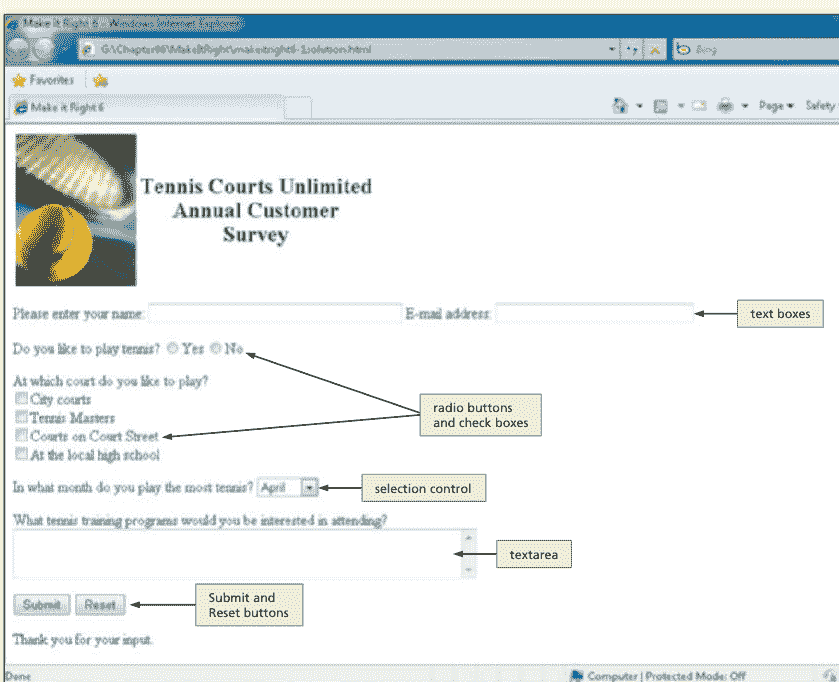 Make it Right 6 - Windows Internet Explorer
G:\Chapter06\MakeItRight\makeitright6-1solution.html
Bing
Favorites
Make it Right 6
Page Safety
Tennis Courts Unlimited
Annual Customer
Survey
Please enter your name: E-mail address: text boxes
Do you like to play tennis? Yes No
At which court do you like to play?
City courts
Tennis Masters
Courts on Court Street
At the local high school
radio buttons
and check boxes
In what month do you play the most tennis? April selection control
What tennis training programs would you be interested in attending?
textarea
Submit Reset
Submit and
Reset buttons
Thank you for your input.
Done Computer | Protected Mode: Off